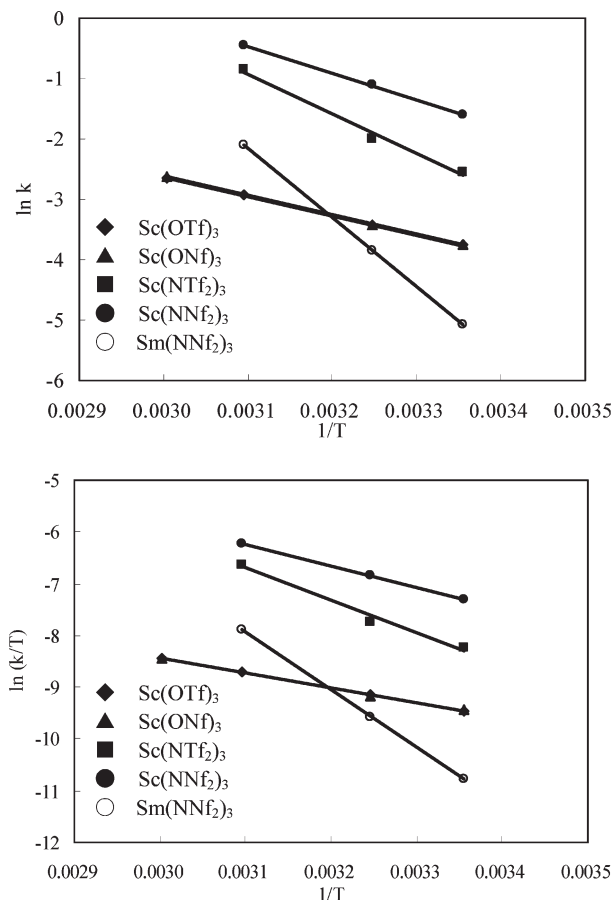 0
-1
-2
-3
-4
-5
-6
ln k
Sc(OTf)₃
Sc(ONf)₃
Sc(NTf₂)₃
Sc(NNf₂)₃
Sm(NNf₂)₃
0.0029 0.0030 0.0031 0.0032 0.0033 0.0034 0.0035
1/T
-5
-6
-7
-8
-9
-10
-11
-12
ln (k/T)
Sc(OTf)₃
Sc(ONf)₃
Sc(NTf₂)₃
Sc(NNf₂)₃
Sm(NNf₂)₃
0.0029 0.0030 0.0031 0.0032 0.0033 0.0034 0.0035
1/T